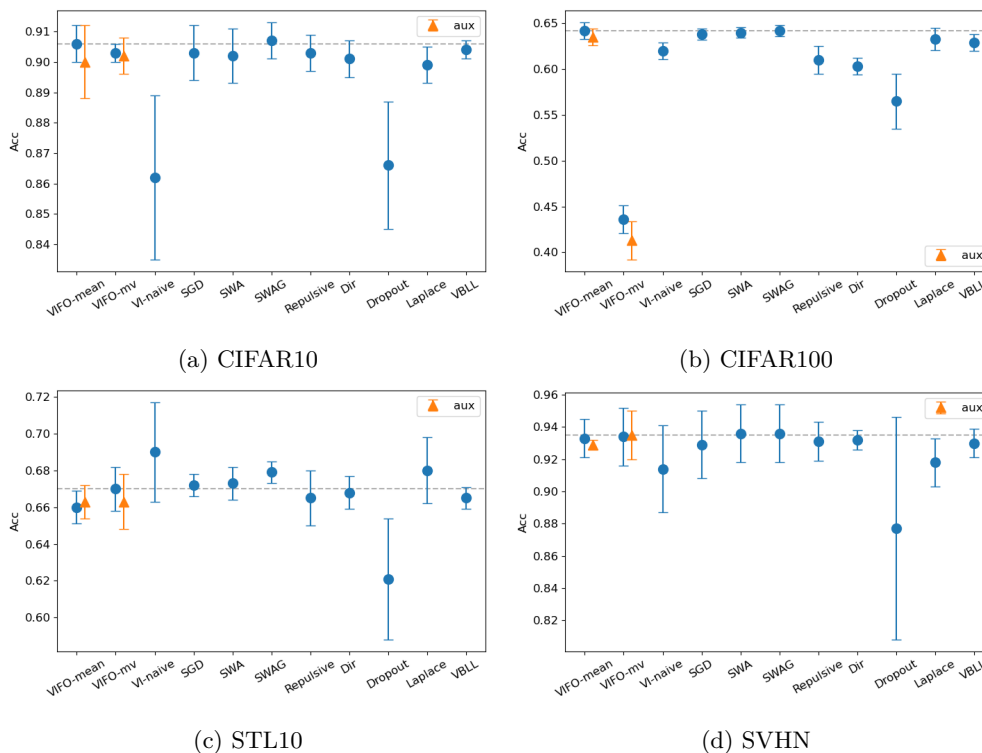 aux
0.91
0.90
0.89
0.88
0.87
0.86
0.85
0.84
Acc
VIFO-mean VIFO-mv VI-naive SGD SWA SWAG Repulsive Dir Dropout Laplace VBLL
(a) CIFAR10
0.65
0.60
0.55
0.50
0.45
0.40
Acc
aux
VIFO-mean VIFO-mv VI-naive SGD SWA SWAG Repulsive Dir Dropout Laplace VBLL
(b) CIFAR100
aux
0.72
0.70
0.68
0.66
0.64
0.62
0.60
Acc
VIFO-mean VIFO-mv VI-naive SGD SWA SWAG Repulsive Dir Dropout Laplace VBLL
(c) STL10
aux
0.96
0.94
0.92
0.90
0.88
0.86
0.84
0.82
Acc
VIFO-mean VIFO-mv VI-naive SGD SWA SWAG Repulsive Dir Dropout Laplace VBLL
(d) SVHN